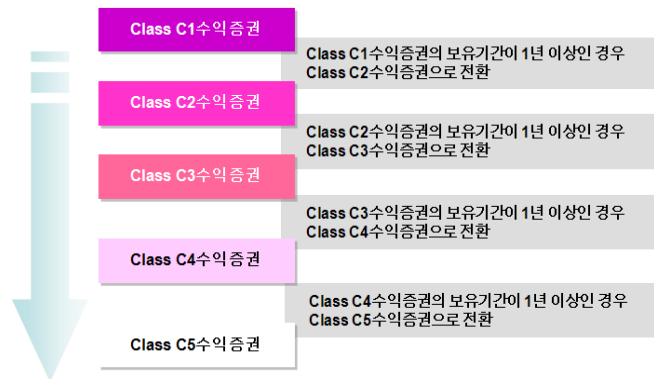 Class C1수익증권
Class C1수익증권의 보유기간이 1년 이상인 경우
Class C2수익증권으로 전환
Class C2수익증권
Class C2수익증권의 보유기간이 1년 이상인 경우
Class C3수익증권으로 전환
Class C3수익증권
Class C3수익증권의 보유기간이 1년 이상인 경우
Class C4수익증권으로 전환
Class C4수익증권
Class C4수익증권의 보유기간이 1년 이상인 경우
Class C5수익증권으로 전환
Class C5수익증권